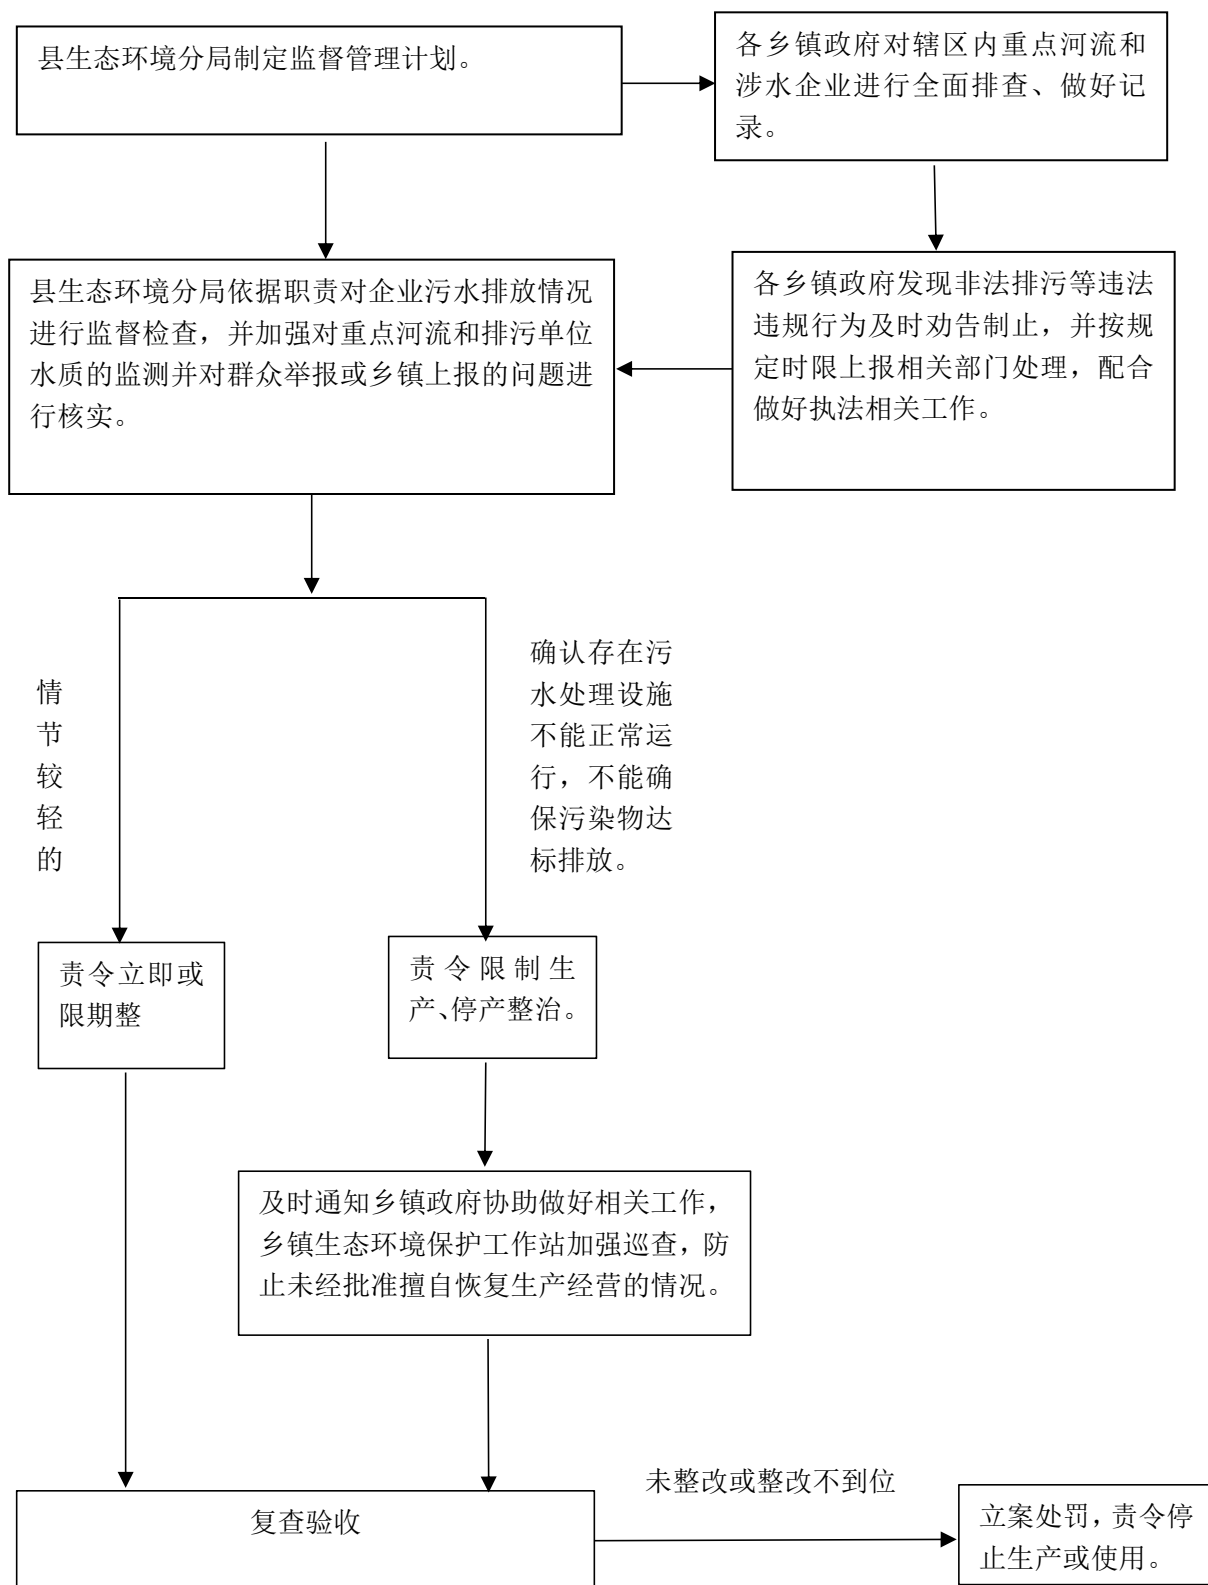 县生态环境分局制定监督管理计划。
各乡镇政府对辖区内重点河流和
涉水企业进行全面排查、做好记
录。
县生态环境分局依据职责对企业污水排放情况
进行监督检查，并加强对重点河流和排污单位
水质的监测并对群众举报或乡镇上报的问题进
行核实。
各乡镇政府发现非法排污等违法
违规行为及时劝告制止，并按规
定时限上报相关部门处理，配合
做好执法相关工作。
情
节
较
轻
的
确认存在污
水处理设施
不能正常运
行，不能确
保污染物达
标排放。
责令立即或
限期整
责令限制生
产、停产整治。
及时通知乡镇政府协助做好相关工作，
乡镇生态环境保护工作站加强巡查，防
止未经批准擅自恢复生产经营的情况。
复查验收
未整改或整改不到位
立案处罚，责令停
止生产或使用。